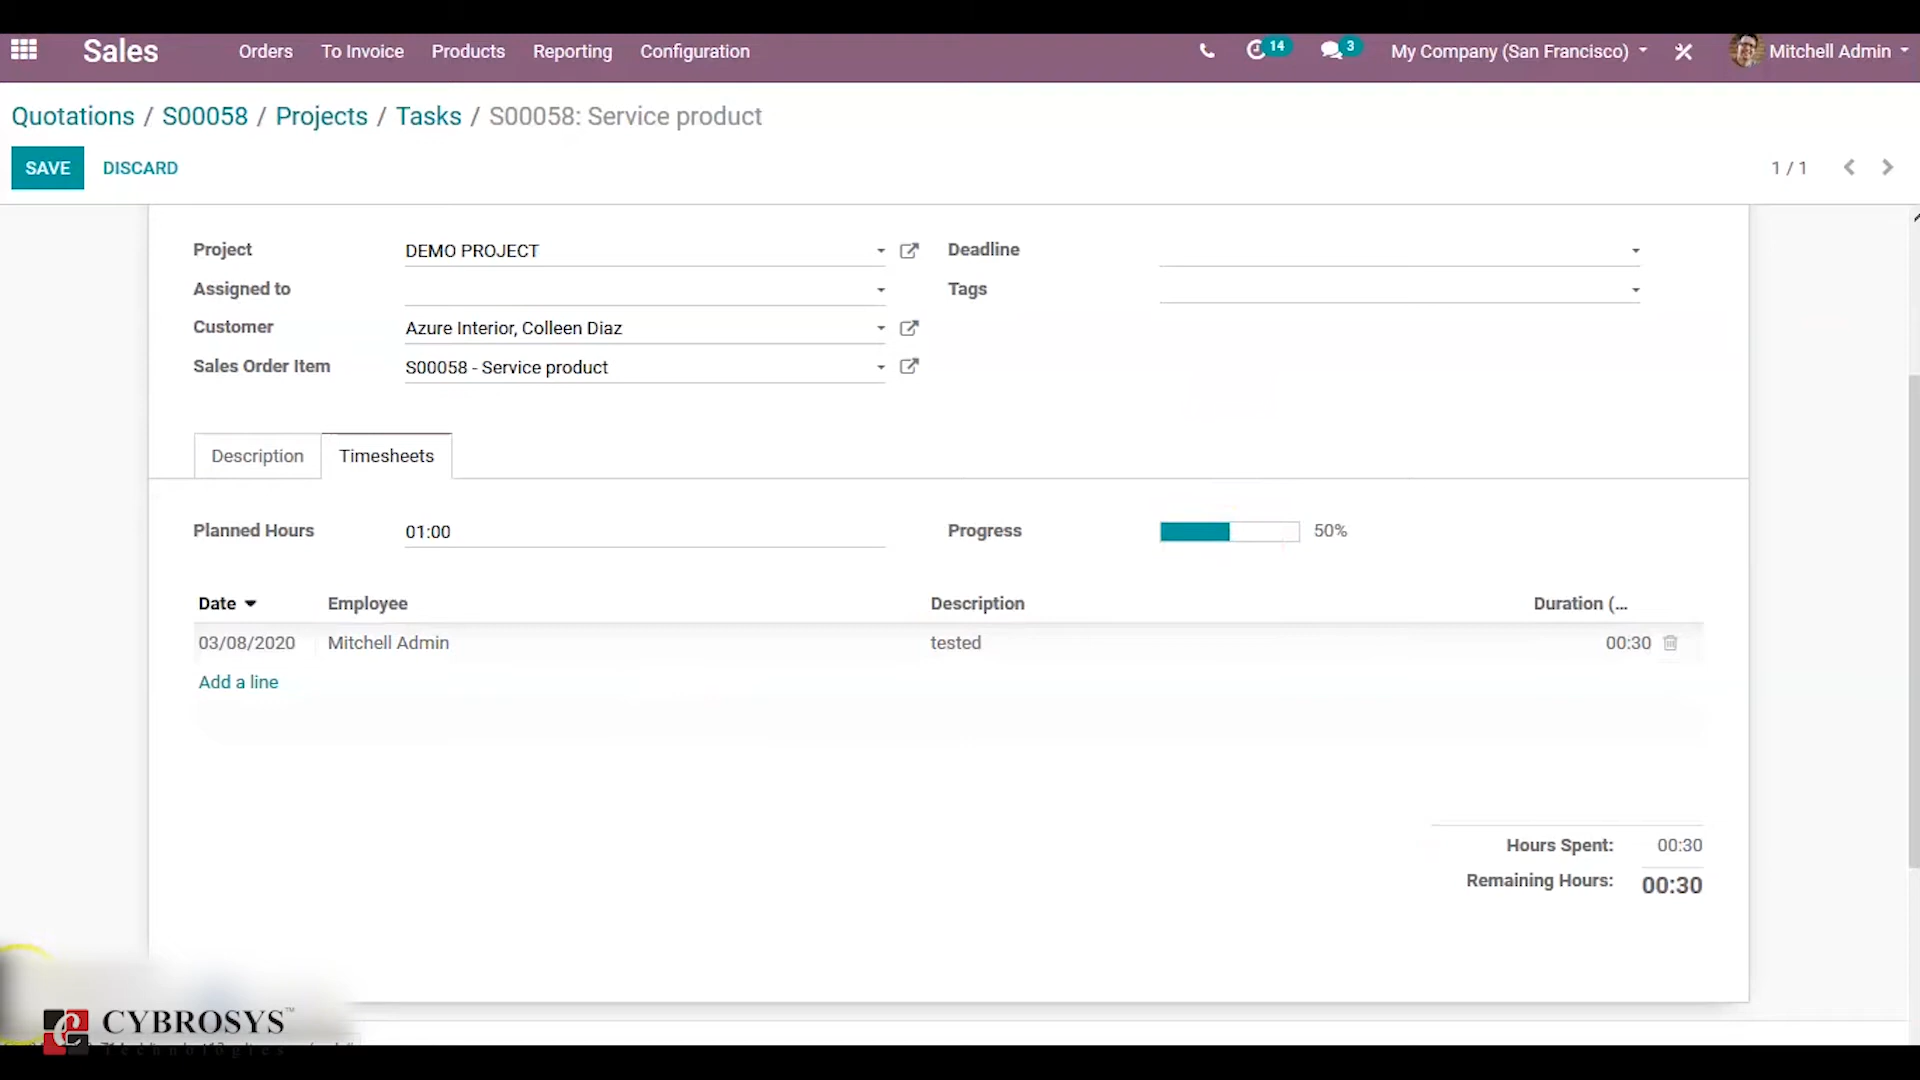 Sales Orders To Invoice Products Reporting Configuration 14 3 My Company (San Francisco) Mitchell Admin
Quotations / S00058 / Projects / Tasks / S00058: Service product
SAVE DISCARD 1 / 1
Project DEMO PROJECT Deadline
Assigned to Tags
Customer Azure Interior, Colleen Diaz
Sales Order Item S00058 - Service product
Description Timesheets
Planned Hours 01:00 Progress 50%
Date Employee Description Duration (...
03/08/2020 Mitchell Admin tested 00:30
Add a line
Hours Spent: 00:30
Remaining Hours: 00:30
CYBROSYS™
Technologies